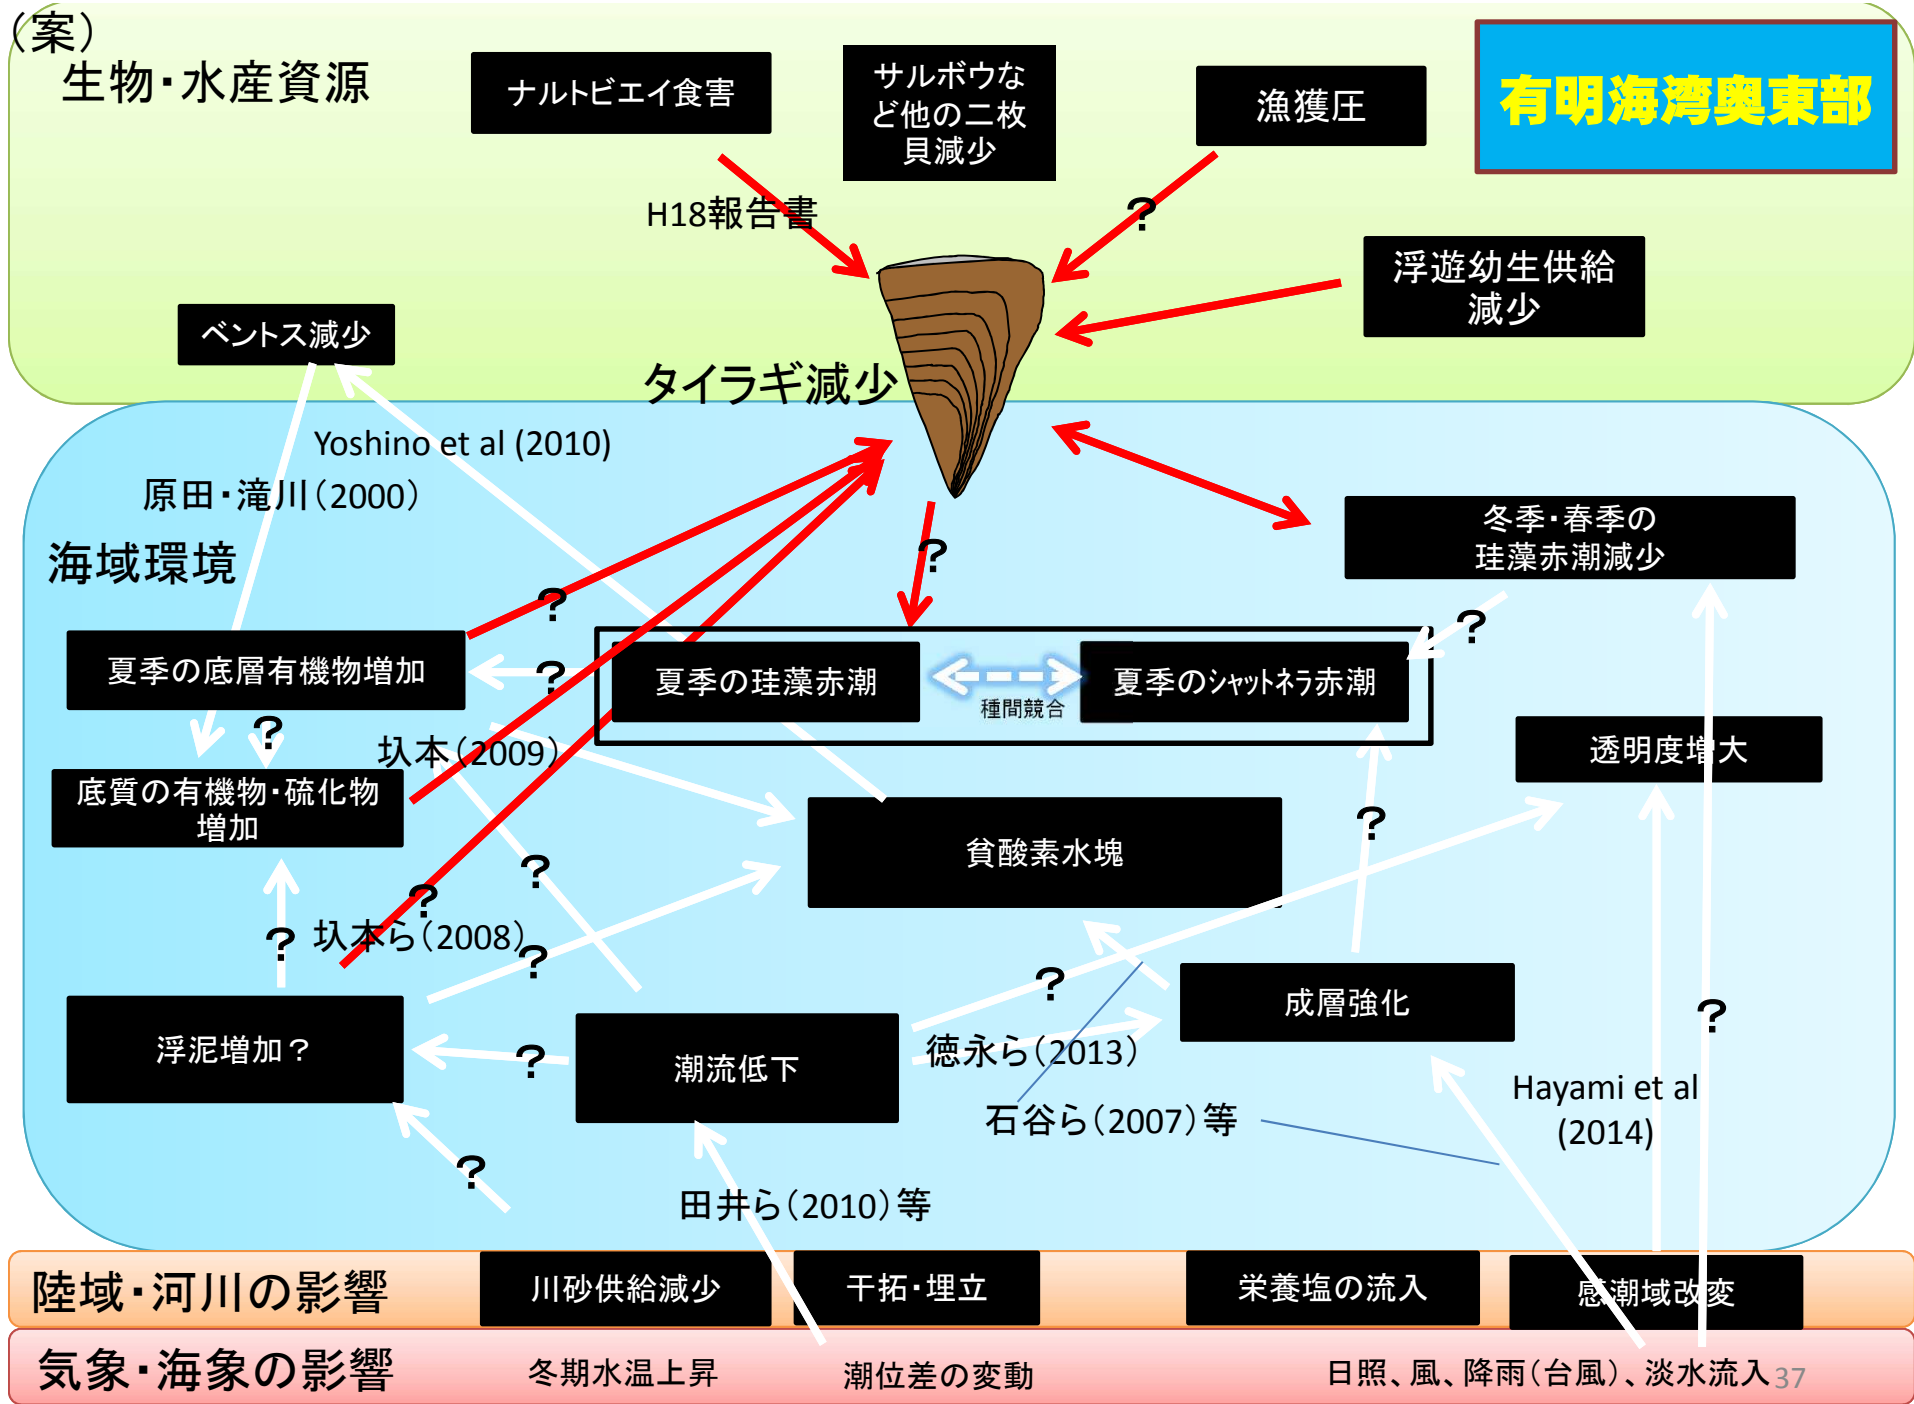 （案）
生物・水産資源
ナルトビエイ食害
サルボウな
ど他の二枚
貝減少
漁獲圧
有明海湾奥東部
H18報告書
？
浮遊幼生供給
減少
ベントス減少
タイラギ減少
Yoshino et al (2010)
原田・滝川（2000）
海域環境
冬季・春季の
珪藻赤潮減少
？
？
？
夏季の底層有機物増加
？
夏季の珪藻赤潮
種間競合
夏季のシャットネラ赤潮
？
圦本（2009）
透明度増大
底質の有機物・硫化物
増加
？
貧酸素水塊
？
？
？
圦本ら（2008）
？
？
成層強化
？
浮泥増加？
？
潮流低下
徳永ら（2013）
石谷ら（2007）等
Hayami et al
(2014)
？
田井ら（2010）等
陸域・河川の影響
川砂供給減少
干拓・埋立
栄養塩の流入
感潮域改変
気象・海象の影響
冬期水温上昇
潮位差の変動
日照、風、降雨（台風）、淡水流入
37